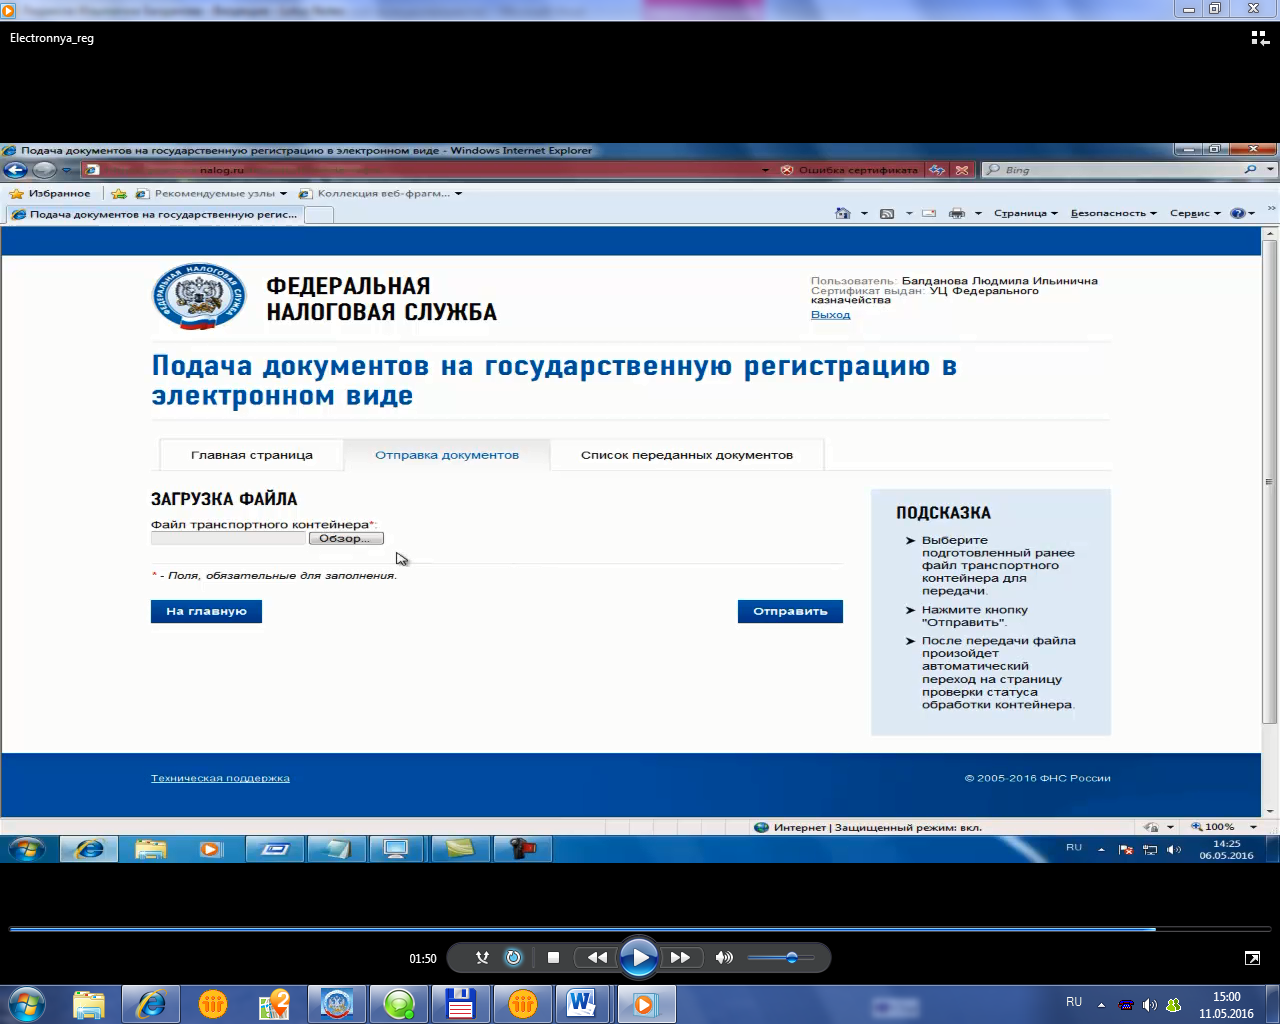 Electronnya_reg
Подача документов на государственную регистрацию в электронном виде - Windows Internet Explorer
nalog.ru
Ошибка сертификата
Bing
Избранное
Рекомендуемые узлы
Коллекция веб-фрагм...
Подача документов на государственную регис...
Страница
Безопасность
Сервис
ФЕДЕРАЛЬНАЯ
НАЛОГОВАЯ СЛУЖБА
ФЕДЕРАЛЬНАЯ НАЛОГОВАЯ СЛУЖБА
Пользователь: Балданова Людмила Ильинична
Сертификат выдан: УЦ Федерального
казначейства
Выход
Подача документов на государственную регистрацию в
электронном виде
Главная страница
Отправка документов
Список переданных документов
ЗАГРУЗКА ФАЙЛА
Файл транспортного контейнера*:
Обзор...
* - Поля, обязательные для заполнения.
На главную
Отправить
ПОДСКАЗКА
➤ Выберите
подготовленный ранее
файл транспортного
контейнера для
передачи.
➤ Нажмите кнопку
"Отправить".
➤ После передачи файла
произойдет
автоматический
переход на страницу
проверки статуса
обработки контейнера.
Техническая поддержка
© 2005-2016 ФНС России
Интернет | Защищенный режим: вкл.
100%
RU
14:25
06.05.2016
01:50
RU
15:00
11.05.2016